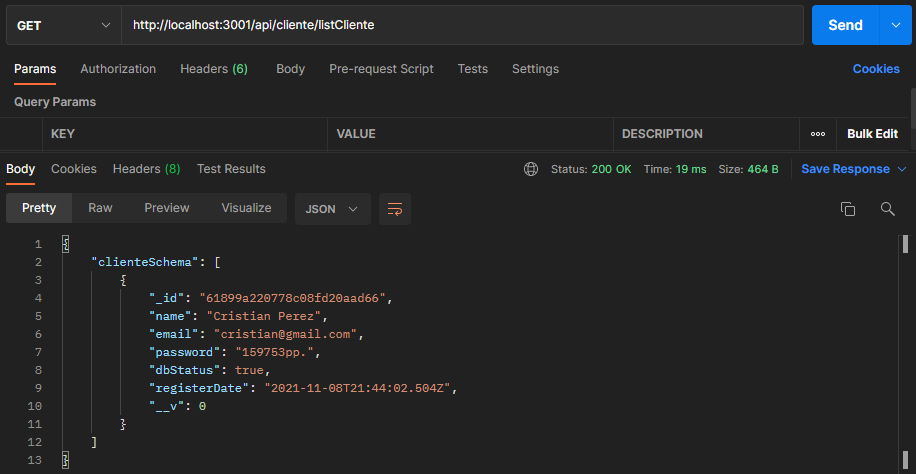 GET http://localhost:3001/api/cliente/listCliente Send
Params Authorization Headers (6) Body Pre-request Script Tests Settings Cookies
Query Params
KEY VALUE DESCRIPTION ooo Bulk Edit
Body Cookies Headers (8) Test Results Status: 200 OK Time: 19 ms Size: 464 B Save Response
Pretty Raw Preview Visualize JSON
1 {
2 "clienteSchema": [
3 {
4 "_id": "61899a220778c08fd20aad66",
5 "name": "Cristian Perez",
6 "email": "cristian@gmail.com",
7 "password": "159753pp.",
8 "dbStatus": true,
9 "registerDate": "2021-11-08T21:44:02.504Z",
10 "__v": 0
11 }
12 ]
13 }